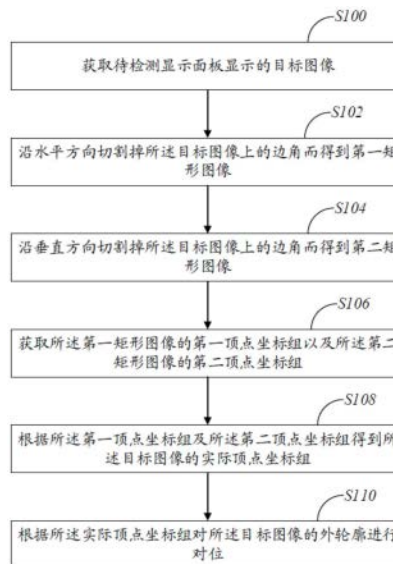 S100
获取待检测显示面板显示的目标图像
S102
沿水平方向切割掉所述目标图像上的边角而得到第一矩
形图像
S104
沿垂直方向切割掉所述目标图像上的边角而得到第二矩
形图像
S106
获取所述第一矩形图像的第一顶点坐标组以及所述第二
矩形图像的第二顶点坐标组
S108
根据所述第一顶点坐标组及所述第二顶点坐标组得到所
述目标图像的实际顶点坐标组
S110
根据所述实际顶点坐标组对所述目标图像的外轮廓进行
对位